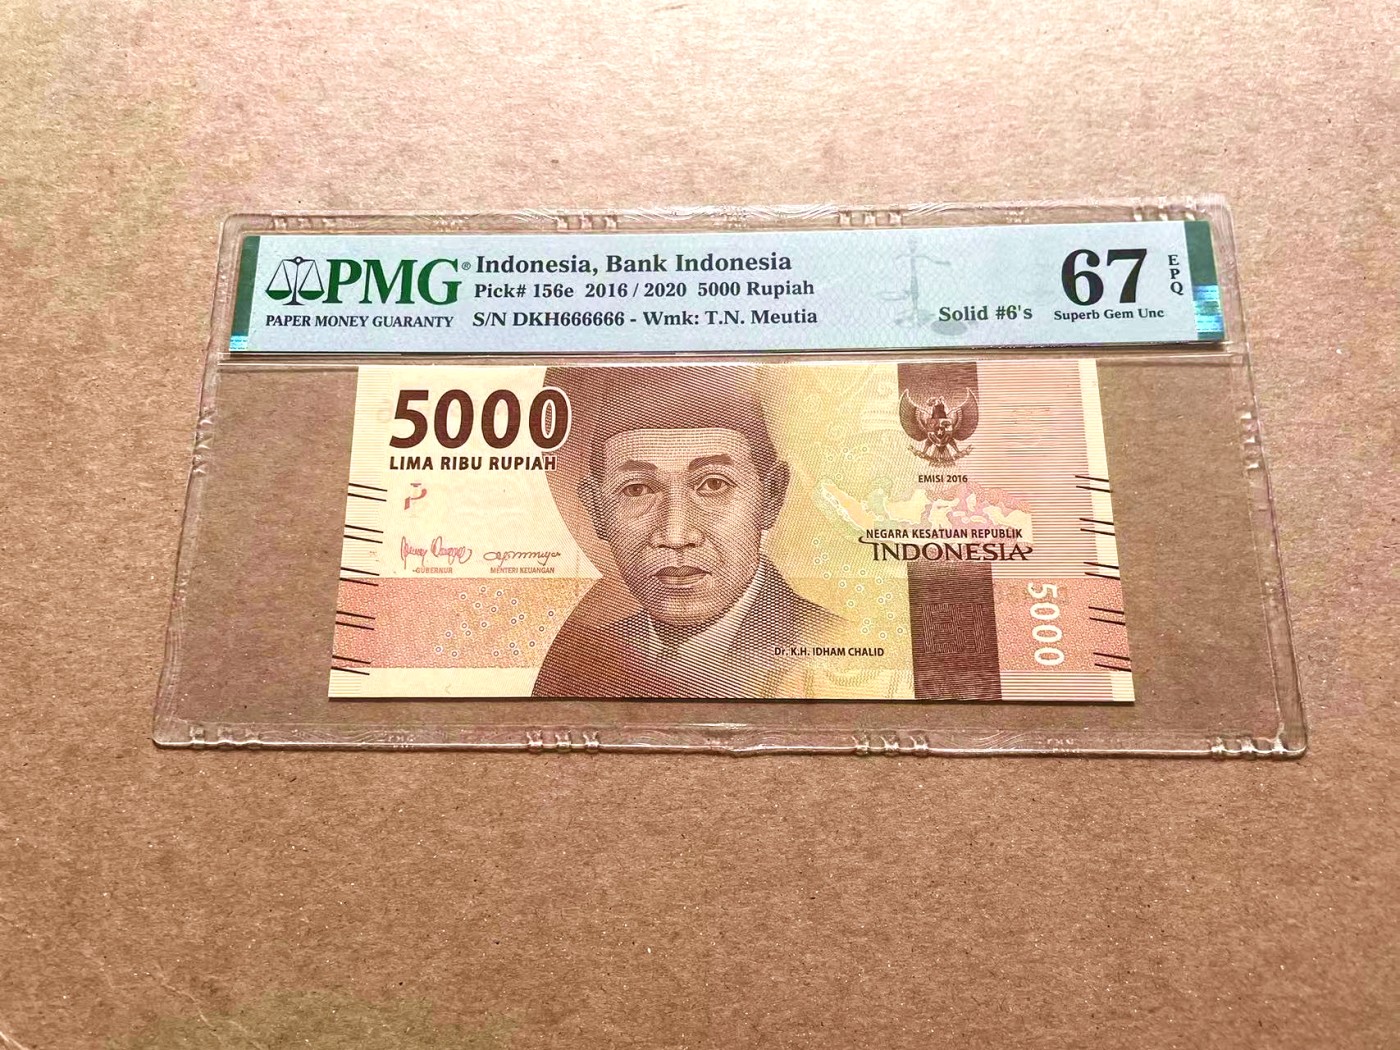 PMG®
PAPER MONEY GUARANTY
Indonesia, Bank Indonesia
Pick# 156e 2016 / 2020 5000 Rupiah
S/N DKH666666 - Wmk: T.N. Meutia
Solid #6's
67
EPQ
Superb Gem Unc
5000
LIMA RIBU RUPIAH
GUBERNUR
MENTERI KEUANGAN
EMISI 2016
NEGARA KESATUAN REPUBLIK
INDONESIA
5000
Dr. K.H. IDHAM CHALID